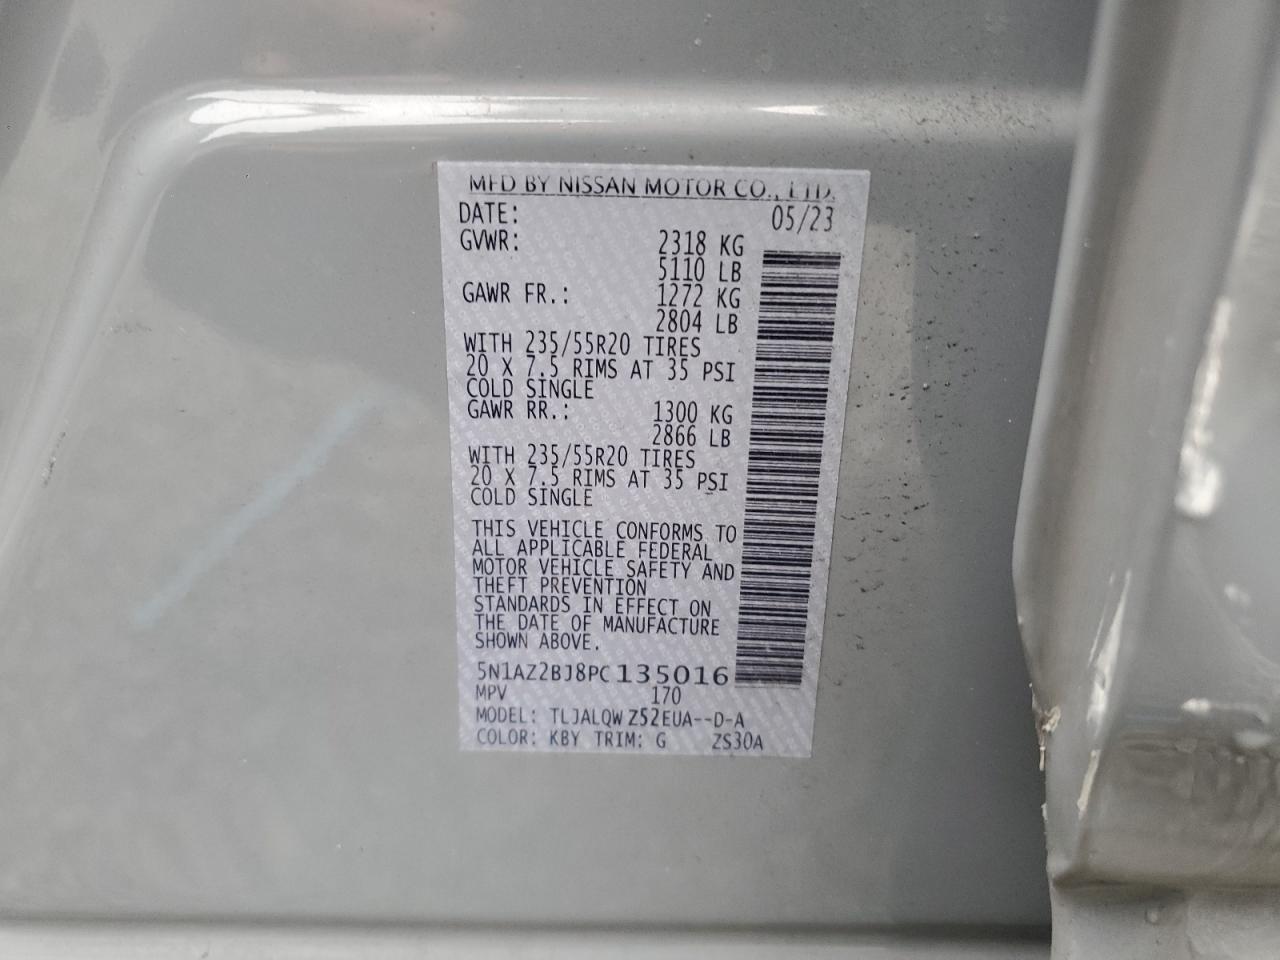 MFD BY NISSAN MOTOR CO., LTD.
DATE: 05/23
GVWR: 2318 KG
5110 LB
GAWR FR.: 1272 KG
2804 LB
WITH 235/55R20 TIRES
20 X 7.5 RIMS AT 35 PSI
COLD SINGLE
GAWR RR.: 1300 KG
2866 LB
WITH 235/55R20 TIRES
20 X 7.5 RIMS AT 35 PSI
COLD SINGLE
THIS VEHICLE CONFORMS TO
ALL APPLICABLE FEDERAL
MOTOR VEHICLE SAFETY AND
THEFT PREVENTION
STANDARDS IN EFFECT ON
THE DATE OF MANUFACTURE
SHOWN ABOVE.
5N1AZ2BJ8PC135016
MPV 170
MODEL: TLJALQW Z52EUA--D-A
COLOR: KBY TRIM: G ZS30A